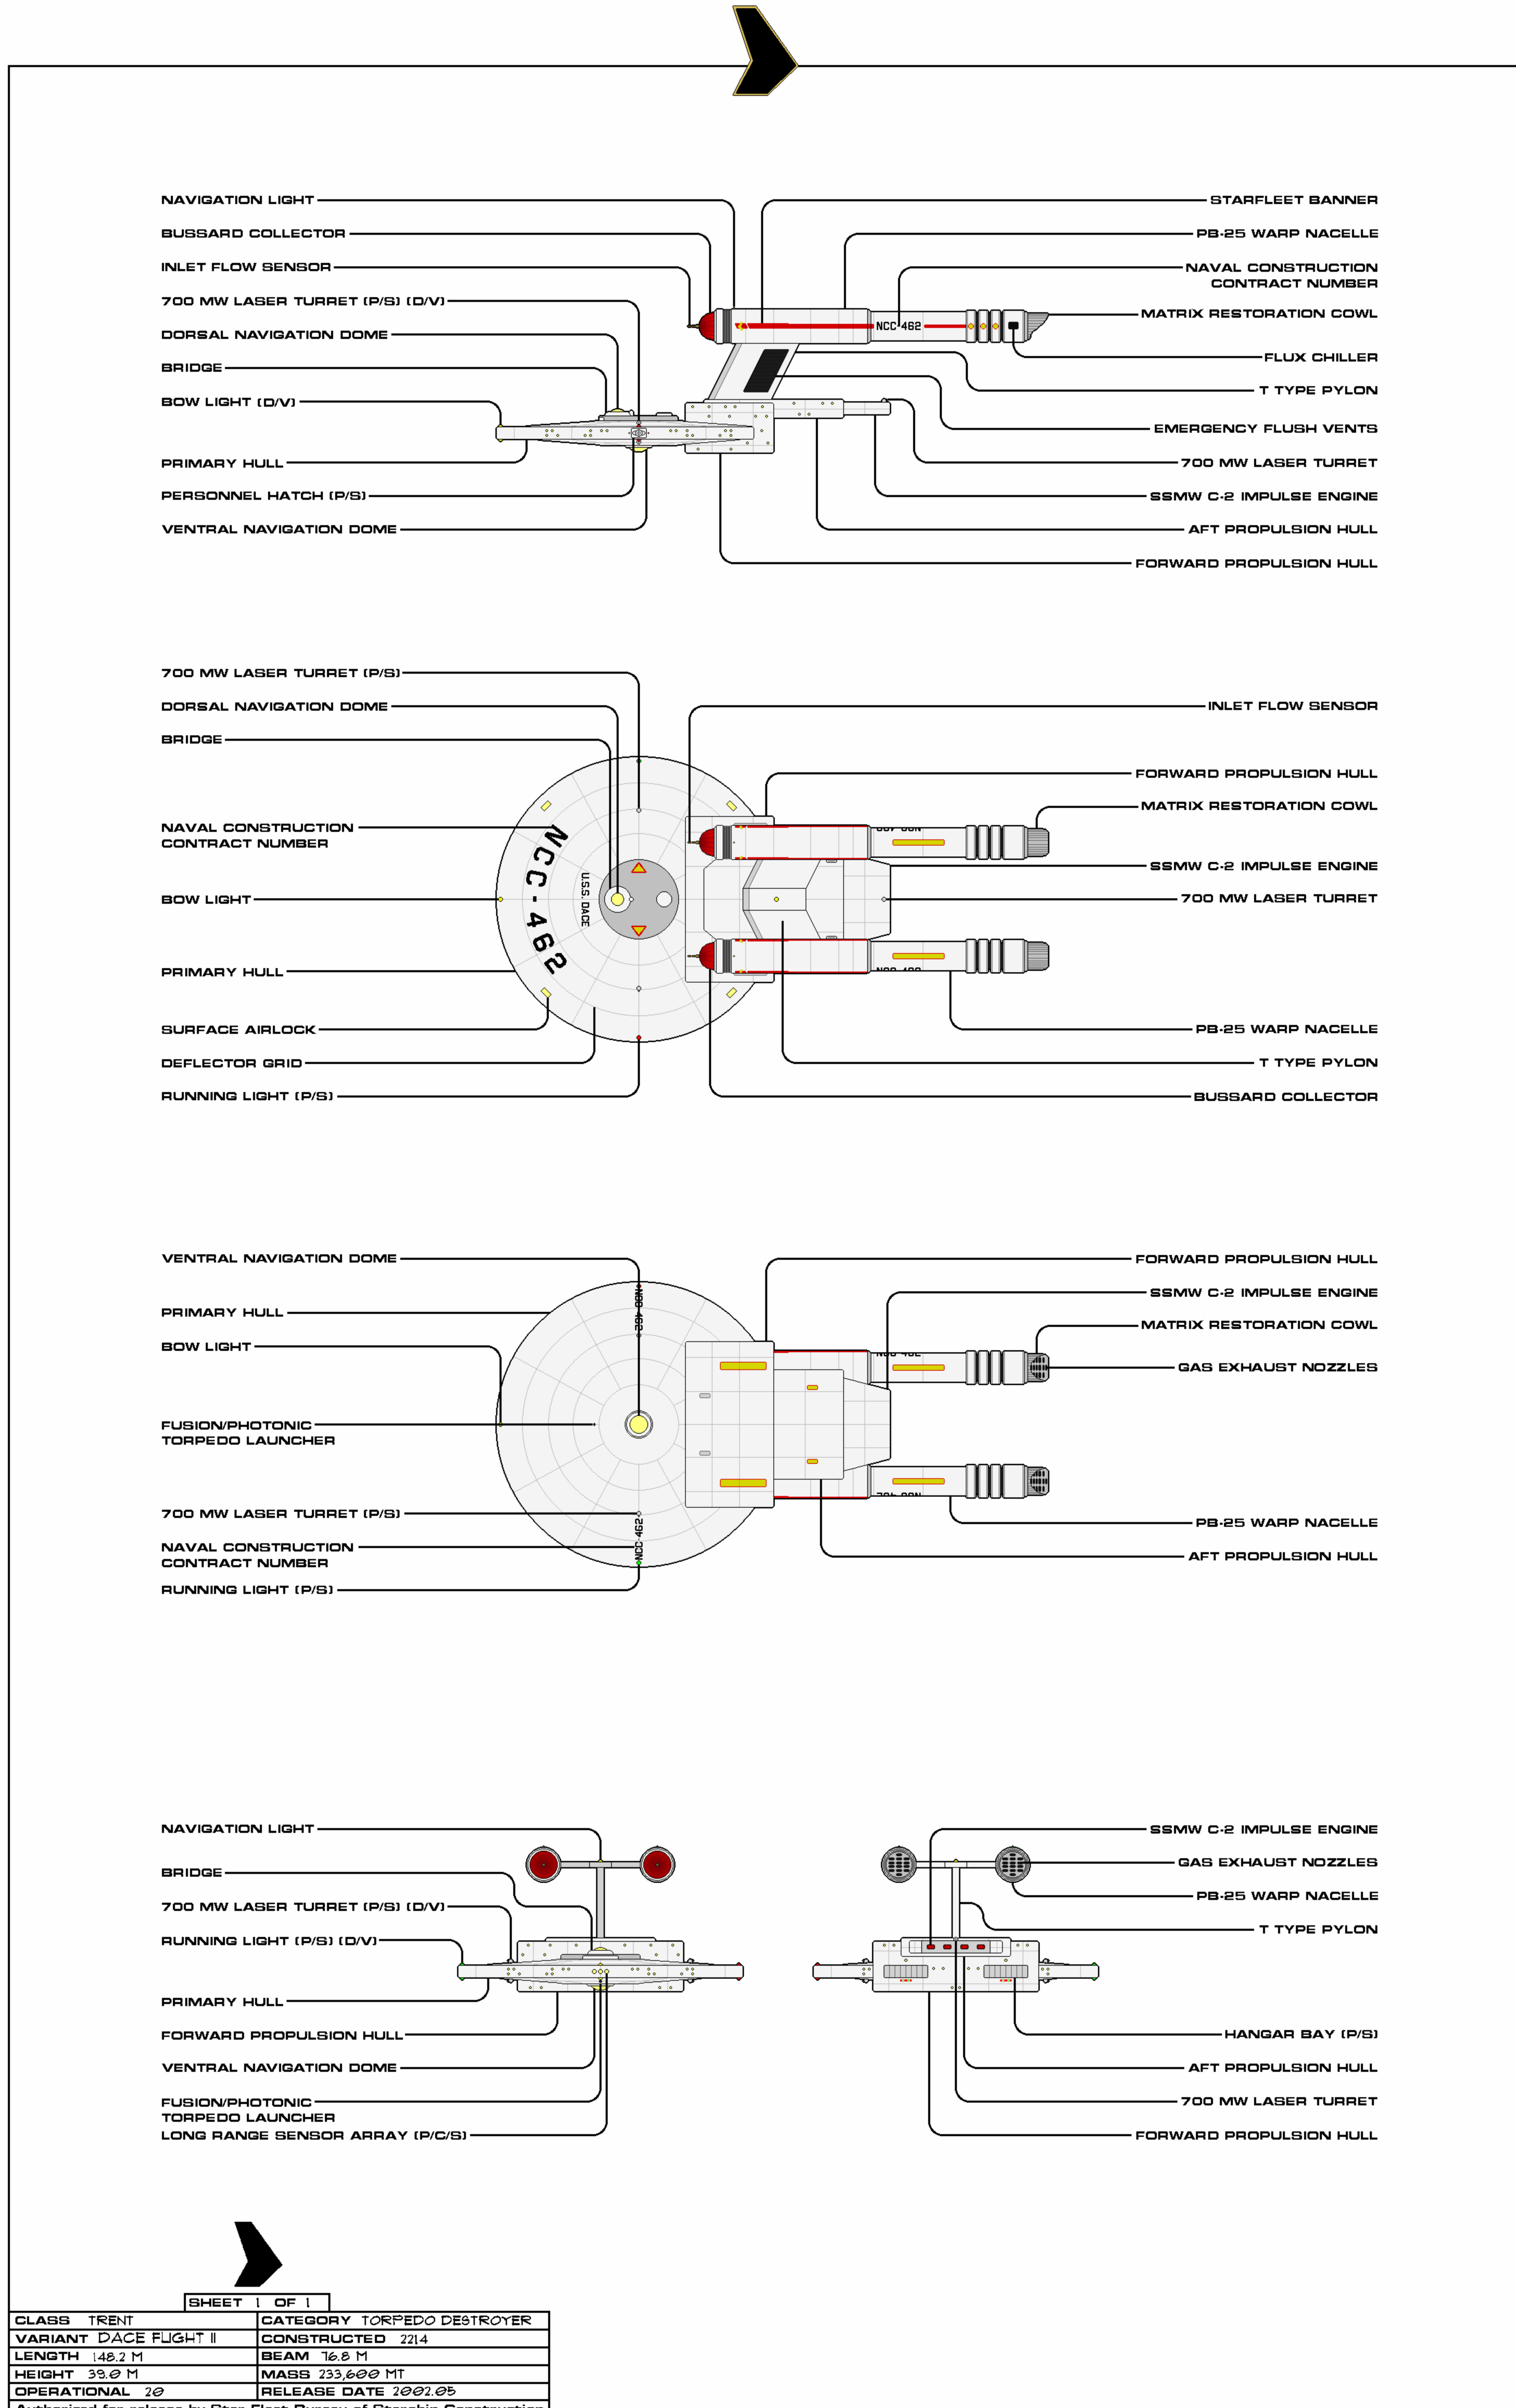 NAVIGATION LIGHT
BUSSARD COLLECTOR
INLET FLOW SENSOR
700 MW LASER TURRET (P/S) (D/V)
DORSAL NAVIGATION DOME
BRIDGE
BOW LIGHT (D/V)
PRIMARY HULL
PERSONNEL HATCH (P/S)
VENTRAL NAVIGATION DOME
STARFLEET BANNER
PB-25 WARP NACELLE
NAVAL CONSTRUCTION
CONTRACT NUMBER
MATRIX RESTORATION COWL
FLUX CHILLER
T TYPE PYLON
EMERGENCY FLUSH VENTS
700 MW LASER TURRET
SSMW C-2 IMPULSE ENGINE
AFT PROPULSION HULL
FORWARD PROPULSION HULL
NCC-462
700 MW LASER TURRET (P/S)
DORSAL NAVIGATION DOME
BRIDGE
NAVAL CONSTRUCTION
CONTRACT NUMBER
BOW LIGHT
PRIMARY HULL
SURFACE AIRLOCK
DEFLECTOR GRID
RUNNING LIGHT (P/S)
NCC-462
U.S.S. DACE
INLET FLOW SENSOR
FORWARD PROPULSION HULL
MATRIX RESTORATION COWL
SSMW C-2 IMPULSE ENGINE
700 MW LASER TURRET
PB-25 WARP NACELLE
T TYPE PYLON
BUSSARD COLLECTOR
VENTRAL NAVIGATION DOME
PRIMARY HULL
BOW LIGHT
FUSION/PHOTONIC
TORPEDO LAUNCHER
700 MW LASER TURRET (P/S)
NAVAL CONSTRUCTION
CONTRACT NUMBER
RUNNING LIGHT (P/S)
NCC-462
NCC-462
FORWARD PROPULSION HULL
SSMW C-2 IMPULSE ENGINE
MATRIX RESTORATION COWL
GAS EXHAUST NOZZLES
PB-25 WARP NACELLE
AFT PROPULSION HULL
NAVIGATION LIGHT
BRIDGE
700 MW LASER TURRET (P/S) (D/V)
RUNNING LIGHT (P/S) (D/V)
PRIMARY HULL
FORWARD PROPULSION HULL
VENTRAL NAVIGATION DOME
FUSION/PHOTONIC
TORPEDO LAUNCHER
LONG RANGE SENSOR ARRAY (P/C/S)
SSMW C-2 IMPULSE ENGINE
GAS EXHAUST NOZZLES
PB-25 WARP NACELLE
T TYPE PYLON
HANGAR BAY (P/S)
AFT PROPULSION HULL
700 MW LASER TURRET
FORWARD PROPULSION HULL
SHEET 1 OF 1
CLASS TRENT CATEGORY TORPEDO DESTROYER
VARIANT DACE FLIGHT II CONSTRUCTED 2214
LENGTH 148.2 M BEAM 76.8 M
HEIGHT 39.0 M MASS 233,600 MT
OPERATIONAL 20 RELEASE DATE 2002.05
Authorized for release by Star Fleet Bureau of Starship Construction